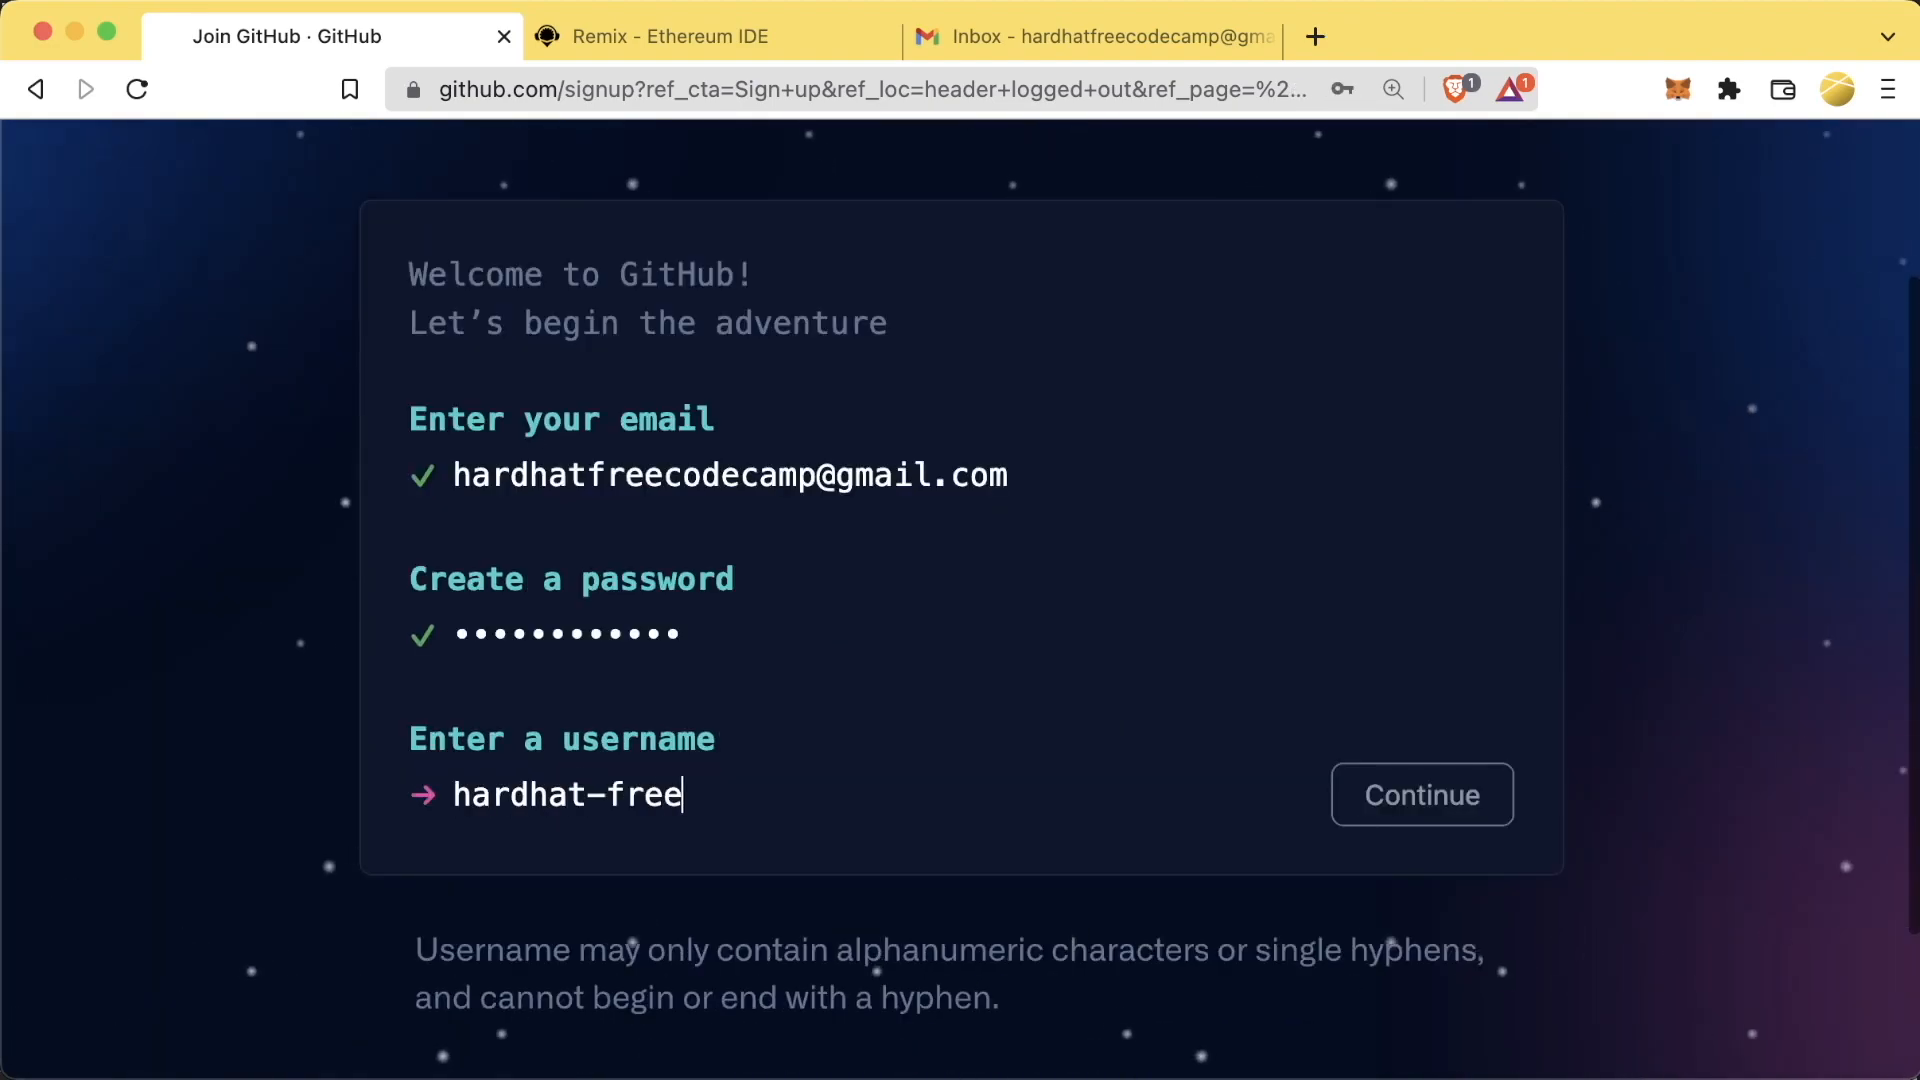 Join GitHub · GitHub
Remix - Ethereum IDE
Inbox - hardhatfreecodecamp@gma
github.com/signup?ref_cta=Sign+up&ref_loc=header+logged+out&ref_page=%2...
1
1
Welcome to GitHub!
Let’s begin the adventure
Enter your email
✓ hardhatfreecodecamp@gmail.com
Create a password
✓ ••••••••••••
Enter a username
→ hardhat-free
Continue
Username may only contain alphanumeric characters or single hyphens,
and cannot begin or end with a hyphen.